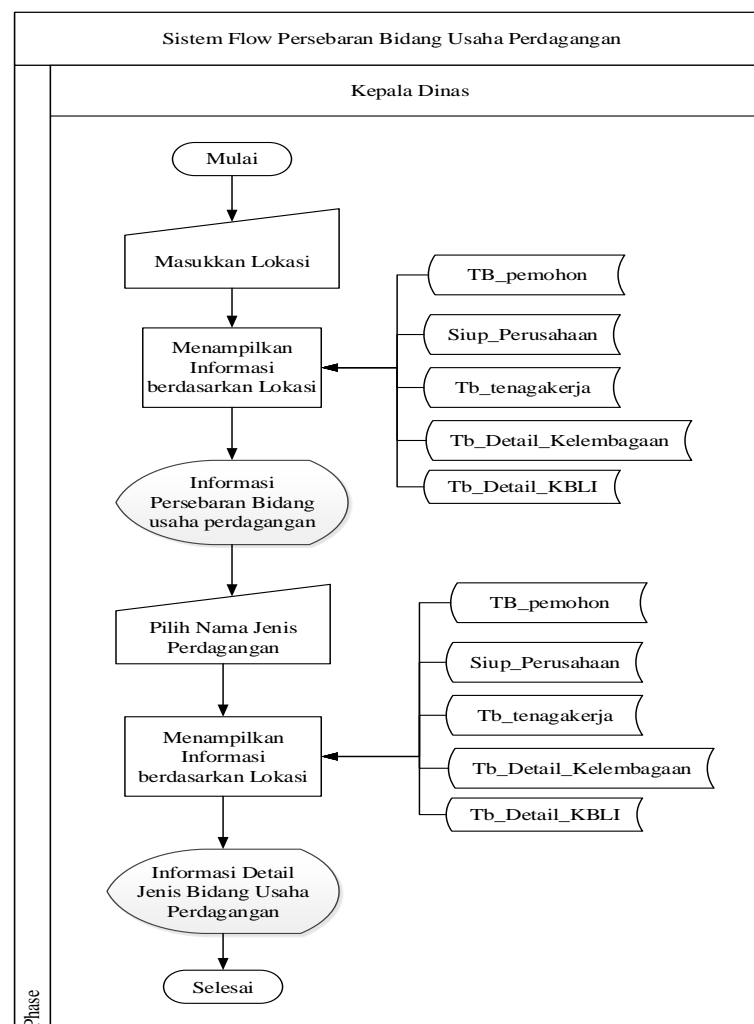 Sistem Flow Persebaran Bidang Usaha Perdagangan
Kepala Dinas
Mulai
Masukkan Lokasi
TB_pemohon
Siup_Perusahaan
Tb_tenagakerja
Tb_Detail_Kelembagaan
Tb_Detail_KBLI
Menampilkan
Informasi
berdasarkan Lokasi
Informasi
Persebaran Bidang
usaha perdagangan
Pilih Nama Jenis
Perdagangan
TB_pemohon
Siup_Perusahaan
Tb_tenagakerja
Tb_Detail_Kelembagaan
Tb_Detail_KBLI
Menampilkan
Informasi
berdasarkan Lokasi
Informasi Detail
Jenis Bidang Usaha
Perdagangan
Selesai
Phase